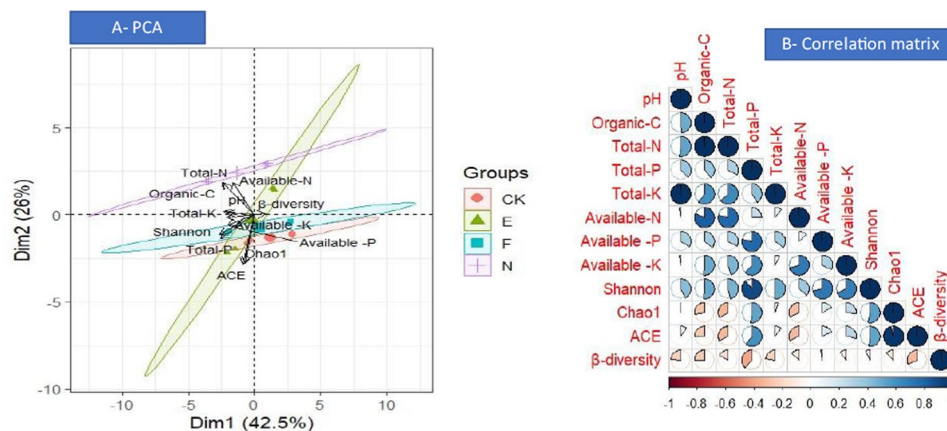 A- PCA
B- Correlation matrix
5
0
-5
-10
Dim2 (26%)
-10
-5
0
5
10
Dim1 (42.5%)
Total-N
Available-N
Organic-C
pH
β-diversity
Total-K
Available -K
Shannon
Available -P
Total-P
Chao1
ACE
Groups
CK
E
F
N
pH
Organic-C
Total-N
Total-P
Total-K
Available-N
Available -P
Available -K
Shannon
Chao1
ACE
β-diversity
pH
Organic-C
Total-N
Total-P
Total-K
Available-N
Available -P
Available -K
Shannon
Chao1
ACE
β-diversity
-1
-0.8
-0.6
-0.4
-0.2
0
0.2
0.4
0.6
0.8